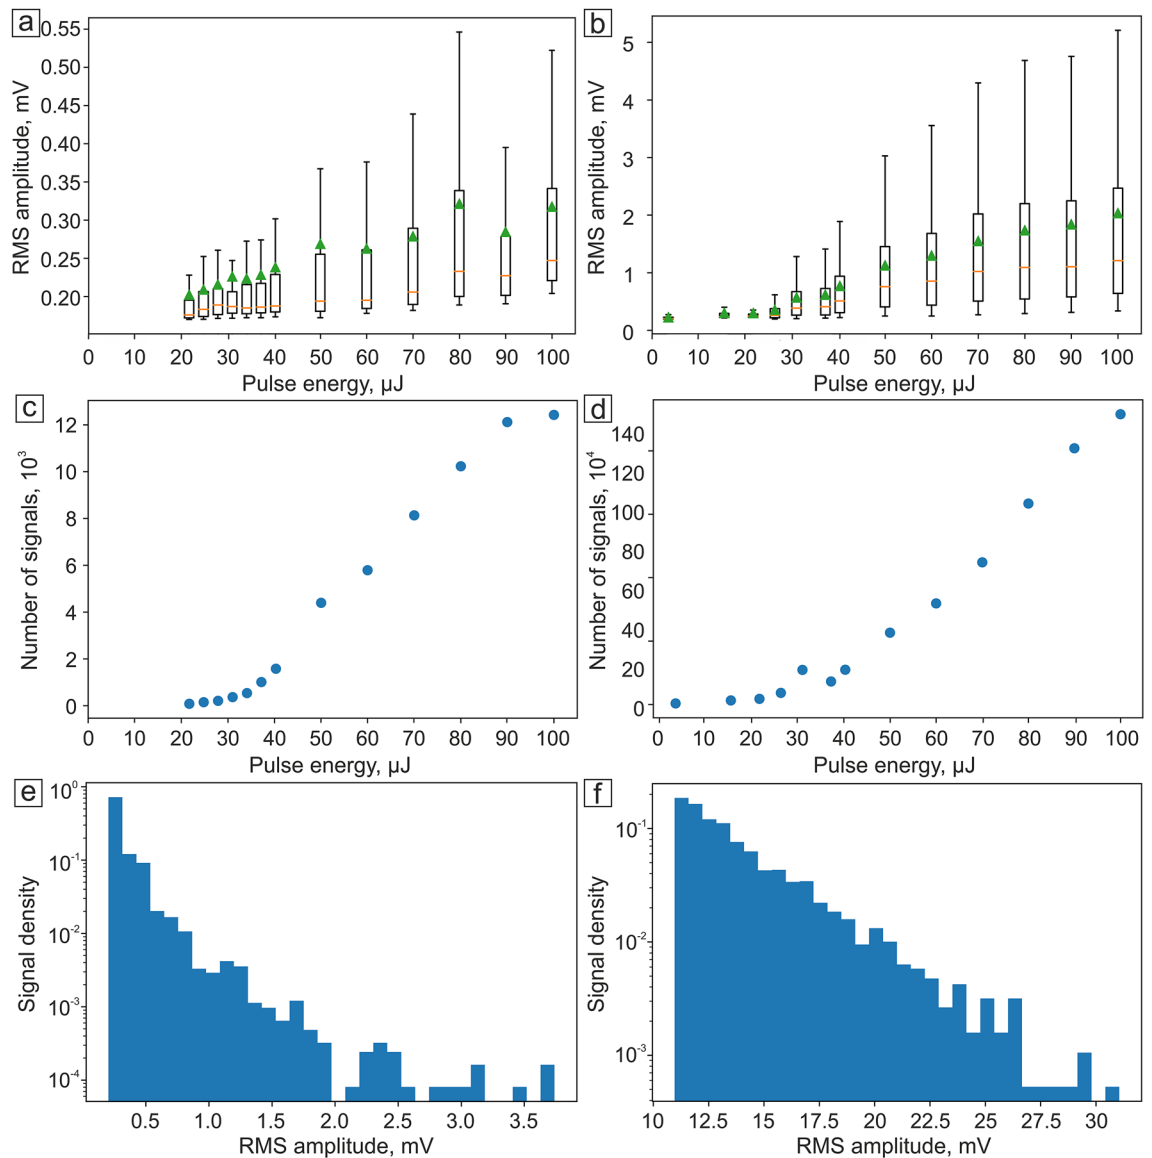 a
0.55
0.50
0.45
0.40
0.35
0.30
0.25
0.20
RMS amplitude, mV
0 10 20 30 40 50 60 70 80 90 100
Pulse energy, µJ
b
5
4
3
2
1
0
RMS amplitude, mV
0 10 20 30 40 50 60 70 80 90 100
Pulse energy, µJ
c
12
10
8
6
4
2
0
Number of signals, 10³
0 10 20 30 40 50 60 70 80 90 100
Pulse energy, µJ
d
140
120
100
80
60
40
20
0
Number of signals, 10⁴
0 10 20 30 40 50 60 70 80 90 100
Pulse energy, µJ
e
10⁰
10⁻¹
10⁻²
10⁻³
10⁻⁴
Signal density
0.5 1.0 1.5 2.0 2.5 3.0 3.5
RMS amplitude, mV
f
10⁻¹
10⁻²
10⁻³
Signal density
10 12.5 15 17.5 20 22.5 25 27.5 30
RMS amplitude, mV